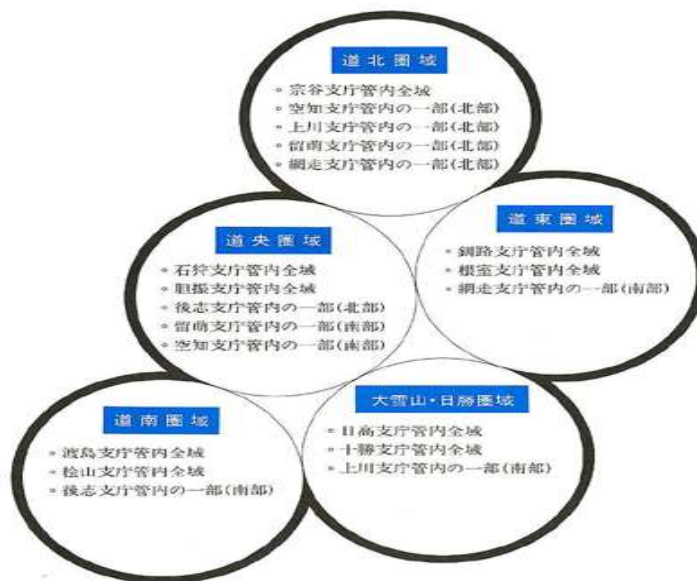 道北圏域
◦ 宗谷支庁管内全域
◦ 空知支庁管内の一部(北部)
◦ 上川支庁管内の一部(北部)
◦ 留萌支庁管内の一部(北部)
◦ 網走支庁管内の一部(北部)
道央圏域
◦ 石狩支庁管内全域
◦ 胆振支庁管内全域
◦ 後志支庁管内の一部(北部)
◦ 留萌支庁管内の一部(南部)
◦ 空知支庁管内の一部(南部)
道東圏域
◦ 釧路支庁管内全域
◦ 根室支庁管内全域
◦ 網走支庁管内の一部(南部)
道南圏域
◦ 渡島支庁管内全域
◦ 桧山支庁管内全域
◦ 後志支庁管内の一部(南部)
大雪山・日勝圏域
◦ 日高支庁管内全域
◦ 十勝支庁管内全域
◦ 上川支庁管内の一部(南部)